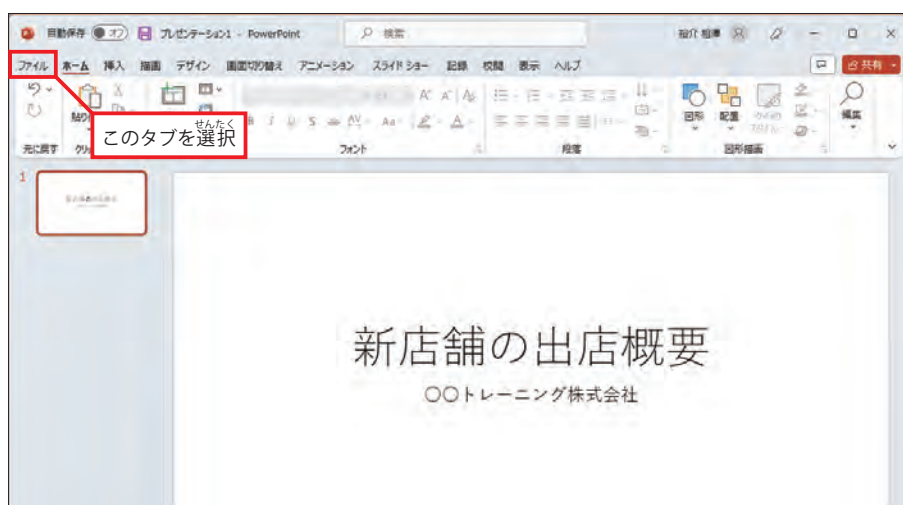 自動保存 オフ プレゼンテーション1 - PowerPoint 検索
ファイル ホーム 挿入 描画 デザイン 画面切り替え アニメーション スライド ショー 記録 校閲 表示 ヘルプ 共有
図形 配置 編集
せんたく
このタブを選択
元に戻す フォント 段落 図形描画
1
新店舗の出店概要
〇〇トレーニング株式会社